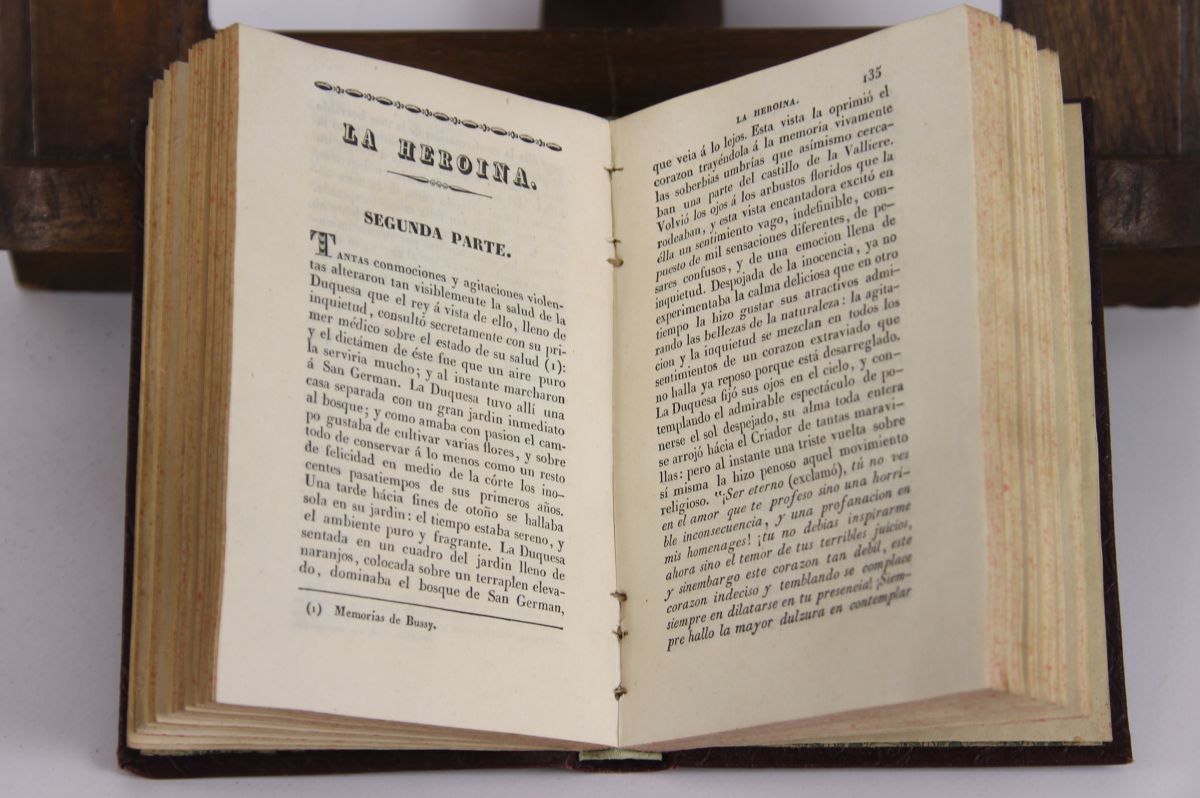 LA HEROINA.
SEGUNDA PARTE.
TANTAS conmociones y agitaciones violen-
tas alteraron tan visiblemente la salud de la
Duquesa que el rey á vista de ello, lleno de
inquietud, consultó secretamente con su pri-
mer médico sobre el estado de su salud (1):
y el dictámen de éste fue que un aire puro
la serviria mucho; y al instante marcharon
á San German. La Duquesa tuvo allí una
casa separada con un gran jardin inmediato
al bosque; y como amaba con pasion el cam-
po gustaba de cultivar varias flores, y sobre
todo de conservar á lo menos como un resto
de felicidad en medio de la córte los ino-
centes pasatiempos de sus primeros años.
Una tarde hácia fines de otoño se hallaba
sola en su jardin: el tiempo estaba sereno, y
el ambiente puro y fragrante. La Duquesa
sentada en un cuadro del jardin lleno de
naranjos, colocada sobre un terraplen eleva-
do, dominaba el bosque de San German,
(1) Memorias de Bussy.
135
LA HEROINA.
que veia á lo lejos. Esta vista la oprimió el
corazon trayéndola á la memoria vivamente
las soberbias umbrías que asímismo cerca-
ban una parte del castillo de la Valliere.
Volvió los ojos á los arbustos floridos que la
rodeaban, y esta vista encantadora excitó en
élla un sentimiento vago, indefinible, com-
puesto de mil sensaciones diferentes, de pe-
sares confusos, y de una emocion llena de
inquietud. Despojada de la inocencia, ya no
experimentaba la calma deliciosa que en otro
tiempo la hizo gustar sus atractivos admi-
rando las bellezas de la naturaleza: la agita-
cion y la inquietud se mezclan en todos los
sentimientos de un corazon extraviado que
no halla ya reposo porque está desarreglado.
La Duquesa fijó sus ojos en el cielo, y con-
templando el admirable espectáculo de po-
nerse el sol despejado, su alma toda entera
se arrojó hácia el Criador de tantas maravi-
llas: pero al instante una triste vuelta sobre
sí misma la hizo penoso aquel movimiento
religioso. "¡Ser eterno (exclamó), tú no ves
en el amor que te profeso sino una horri-
ble inconsecuencia, y una profanacion en
mis homenages! ¡tu no debias inspirarme
ahora sino el temor de tus terribles juicios,
y sinembargo este corazon tan debil, este
corazon indeciso y temblando se complace
siempre en dilatarse en tu presencia! ¡Siem-
pre hallo la mayor dulzura en contemplar